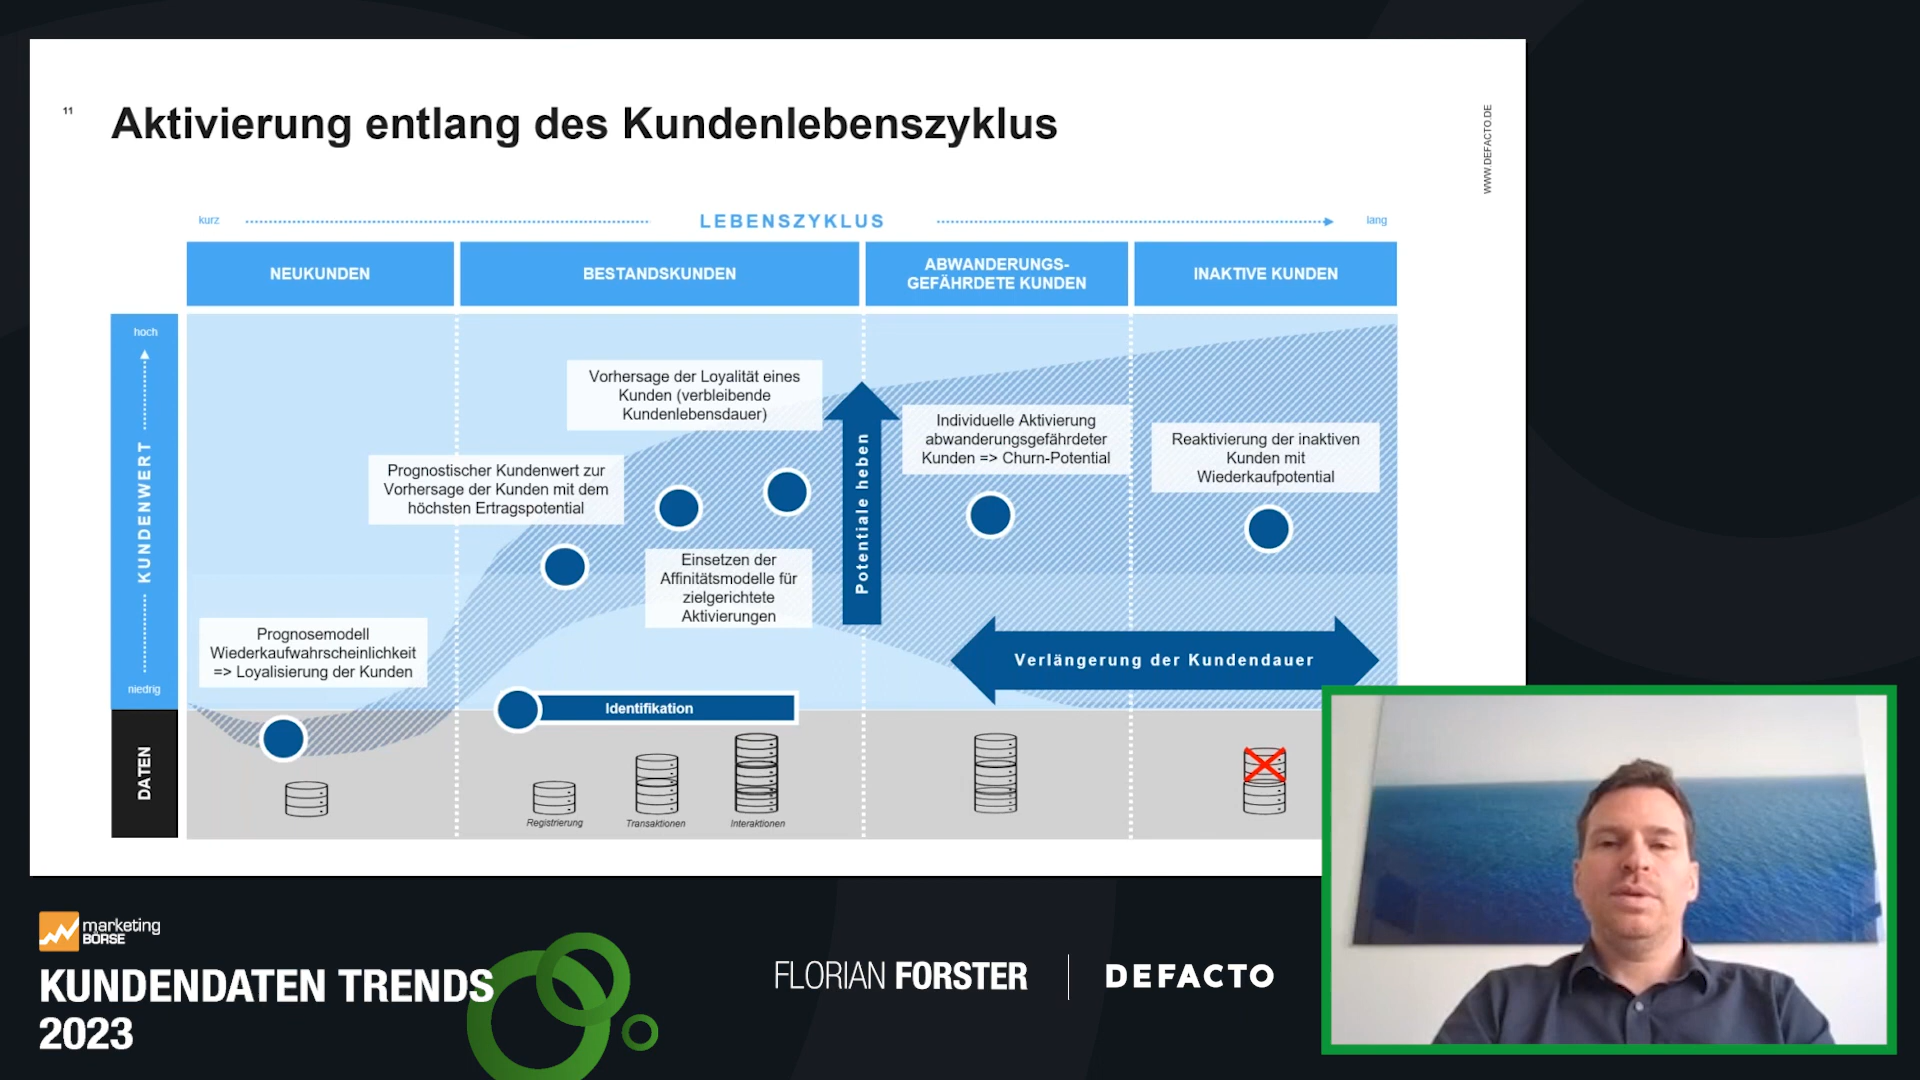 11
Aktivierung entlang des Kundenlebenszyklus
WWW.DEFACTO.DE
kurz
LEBENSZYKLUS
lang
NEUKUNDEN
BESTANDSKUNDEN
ABWANDERUNGS-
GEFÄHRDETE KUNDEN
INAKTIVE KUNDEN
hoch
KUNDENWERT
niedrig
DATEN
Vorhersage der Loyalität eines
Kunden (verbleibende
Kundenlebensdauer)
Prognostischer Kundenwert zur
Vorhersage der Kunden mit dem
höchsten Ertragspotential
Einsetzen der
Affinitätsmodelle für
zielgerichtete
Aktivierungen
Prognosemodell
Wiederkaufwahrscheinlichkeit
=> Loyalisierung der Kunden
Potentiale heben
Individuelle Aktivierung
abwanderungsgefährdeter
Kunden => Churn-Potential
Reaktivierung der inaktiven
Kunden mit
Wiederkaufpotential
Verlängerung der Kundendauer
Identifikation
Registrierung
Transaktionen
Interaktionen
marketing
BÖRSE
KUNDENDATEN TRENDS
2023
FLORIAN FORSTER
DEFACTO